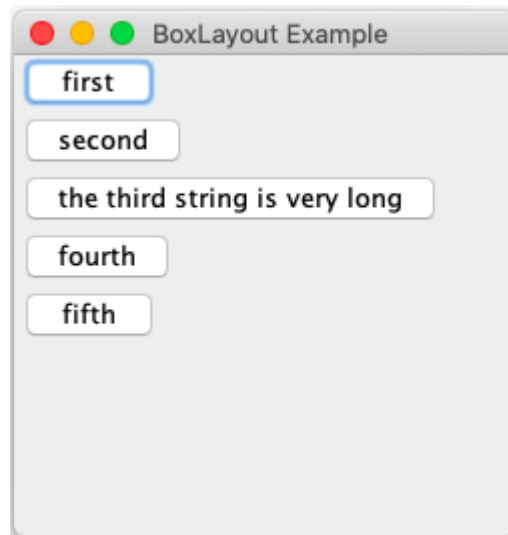 BoxLayout Example
first
second
the third string is very long
fourth
fifth